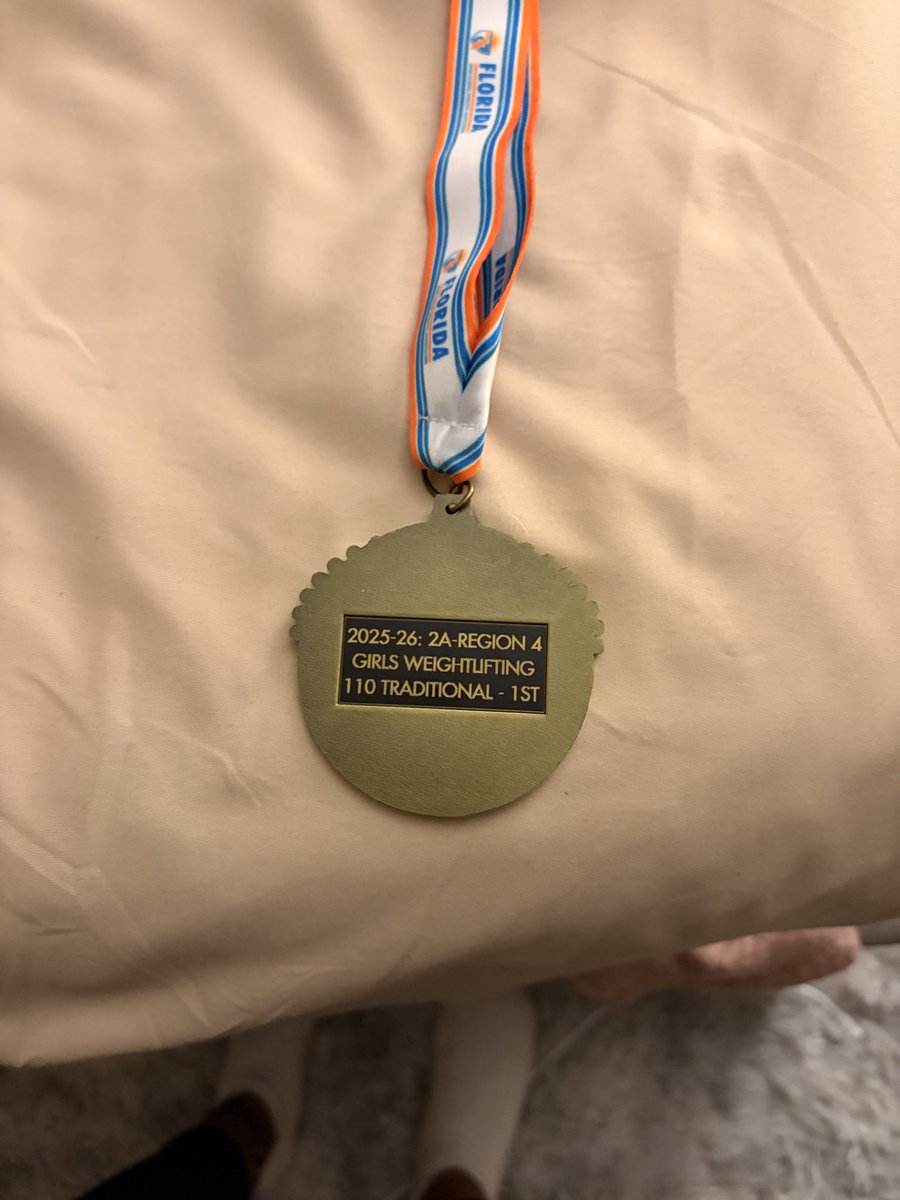 FLORIDA
FLORIDA
2025-26: 2A-REGION 4
GIRLS WEIGHTLIFTING
110 TRADITIONAL - 1ST